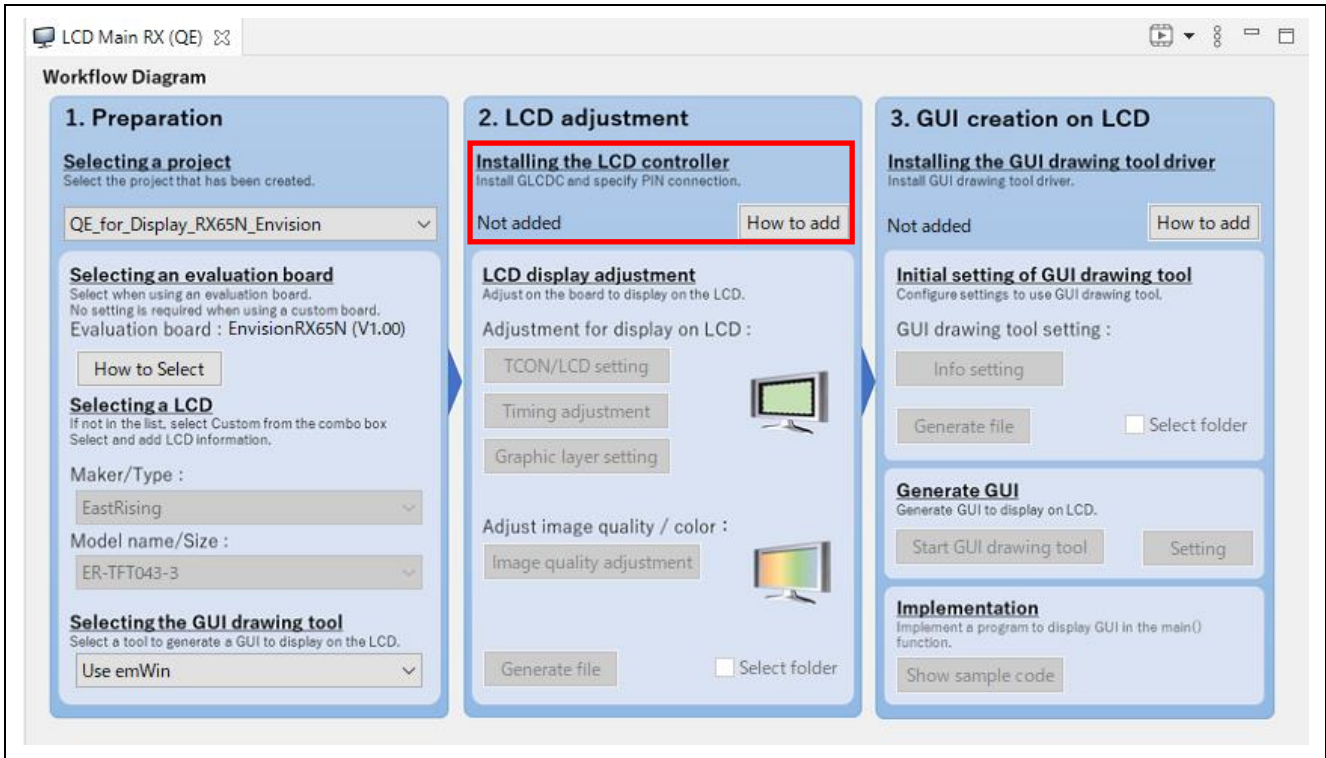 LCD Main RX (QE)
Workflow Diagram
1. Preparation
Selecting a project
Select the project that has been created.
QE_for_Display_RX65N_Envision
Selecting an evaluation board
Select when using an evaluation board.
No setting is required when using a custom board.
Evaluation board : EnvisionRX65N (V1.00)
How to Select
Selecting a LCD
If not in the list, select Custom from the combo box
Select and add LCD information.
Maker/Type :
EastRising
Model name/Size :
ER-TFT043-3
Selecting the GUI drawing tool
Select a tool to generate a GUI to display on the LCD.
Use emWin
2. LCD adjustment
Installing the LCD controller
Install GLCDC and specify PIN connection.
Not added
How to add
LCD display adjustment
Adjust on the board to display on the LCD.
Adjustment for display on LCD :
TCON/LCD setting
Timing adjustment
Graphic layer setting
Adjust image quality / color :
Image quality adjustment
Generate file
Select folder
3. GUI creation on LCD
Installing the GUI drawing tool driver
Install GUI drawing tool driver.
Not added
How to add
Initial setting of GUI drawing tool
Configure settings to use GUI drawing tool.
GUI drawing tool setting :
Info setting
Generate file
Select folder
Generate GUI
Generate GUI to display on LCD.
Start GUI drawing tool
Setting
Implementation
Implement a program to display GUI in the main()
function.
Show sample code